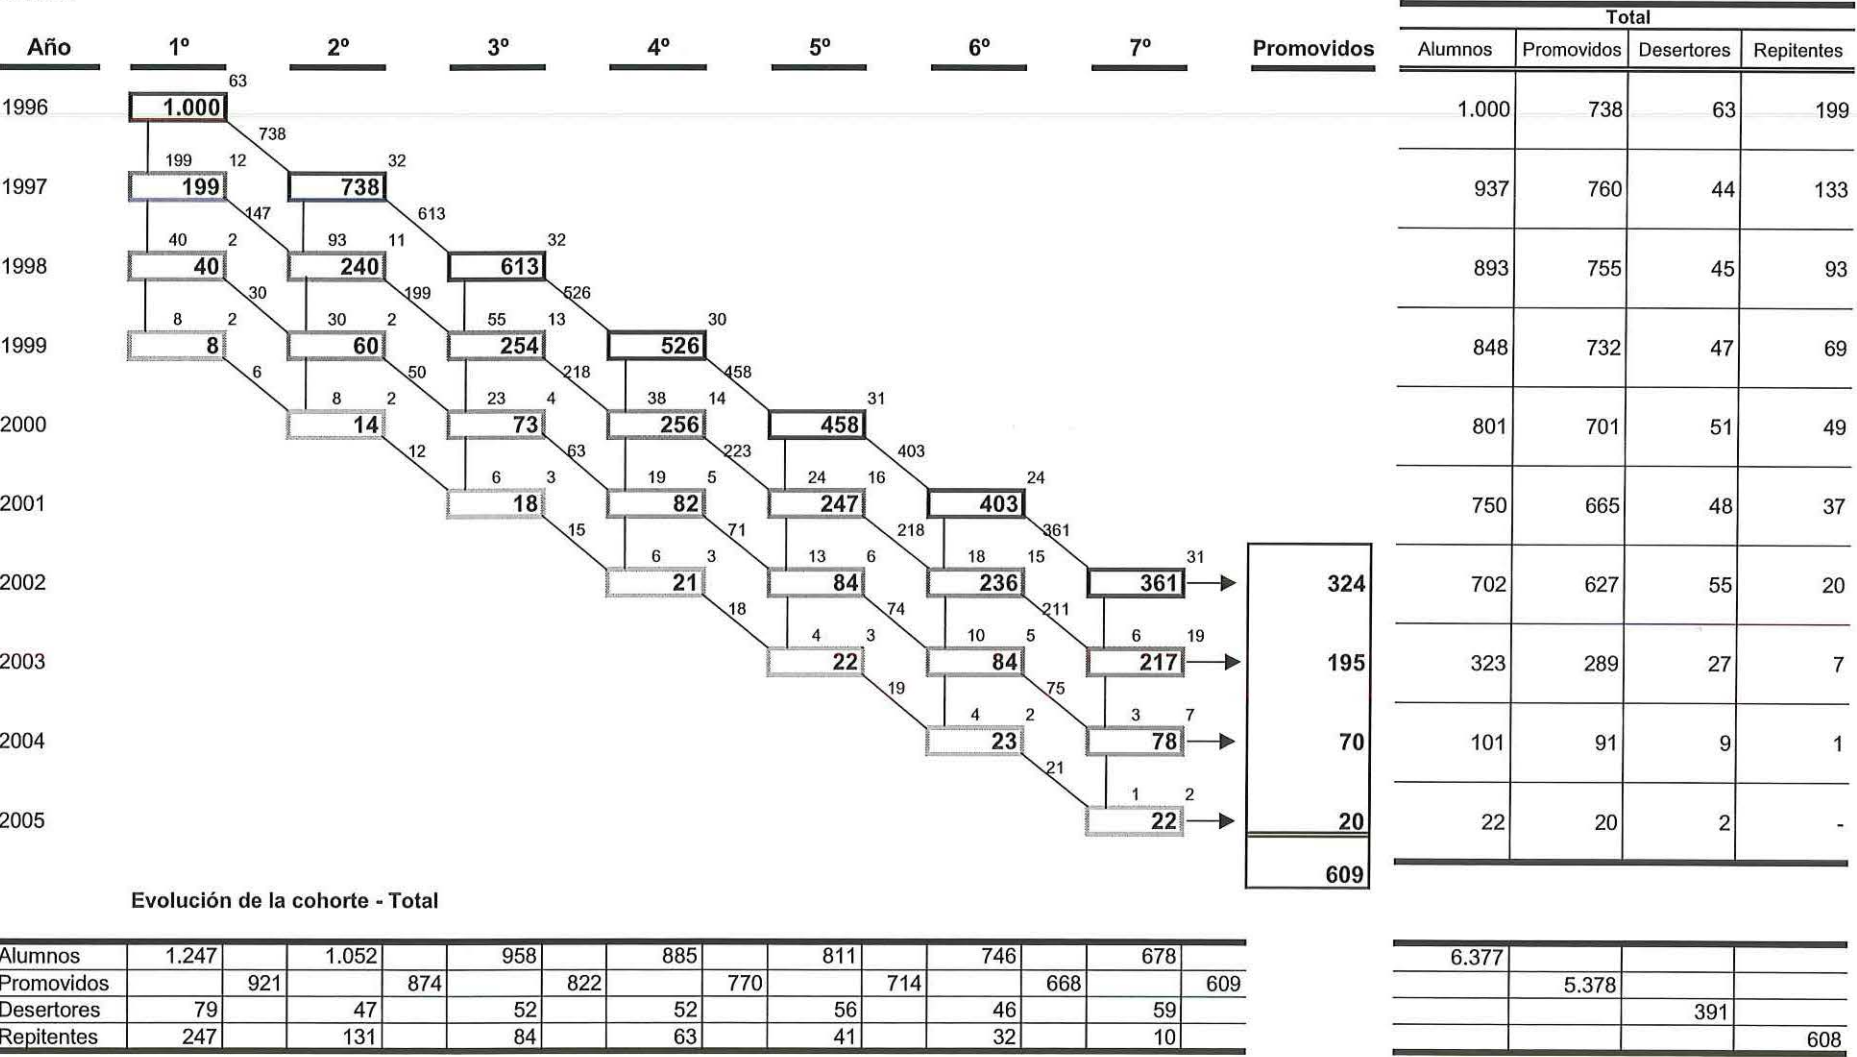 Total
Año 1º 2º 3º 4º 5º 6º 7º Promovidos Alumnos Promovidos Desertores Repitentes
63
1996 1.000 1.000 738 63 199
738
199 12 32
1997 199 738 937 760 44 133
147 613
40 2 93 11 32
1998 40 240 613 893 755 45 93
30 199 526
8 2 30 2 55 13 30
1999 8 60 254 526 848 732 47 69
6 50 218 458
8 2 23 4 38 14 31
2000 14 73 256 458 801 701 51 49
12 63 223 403
6 3 19 5 24 16 24
2001 18 82 247 403 750 665 48 37
15 71 218 361
6 3 13 6 18 15 31
2002 21 84 236 361 324 702 627 55 20
18 74 211
4 3 10 5 6 19
2003 22 84 217 195 323 289 27 7
19 75
4 2 3 7
2004 23 78 70 101 91 9 1
21
1 2
2005 22 20 22 20 2 -
609
Evolución de la cohorte - Total
Alumnos 1.247 1.052 958 885 811 746 678 6.377
Promovidos 921 874 822 770 714 668 609 5.378
Desertores 79 47 52 52 56 46 59 391
Repitentes 247 131 84 63 41 32 10 608